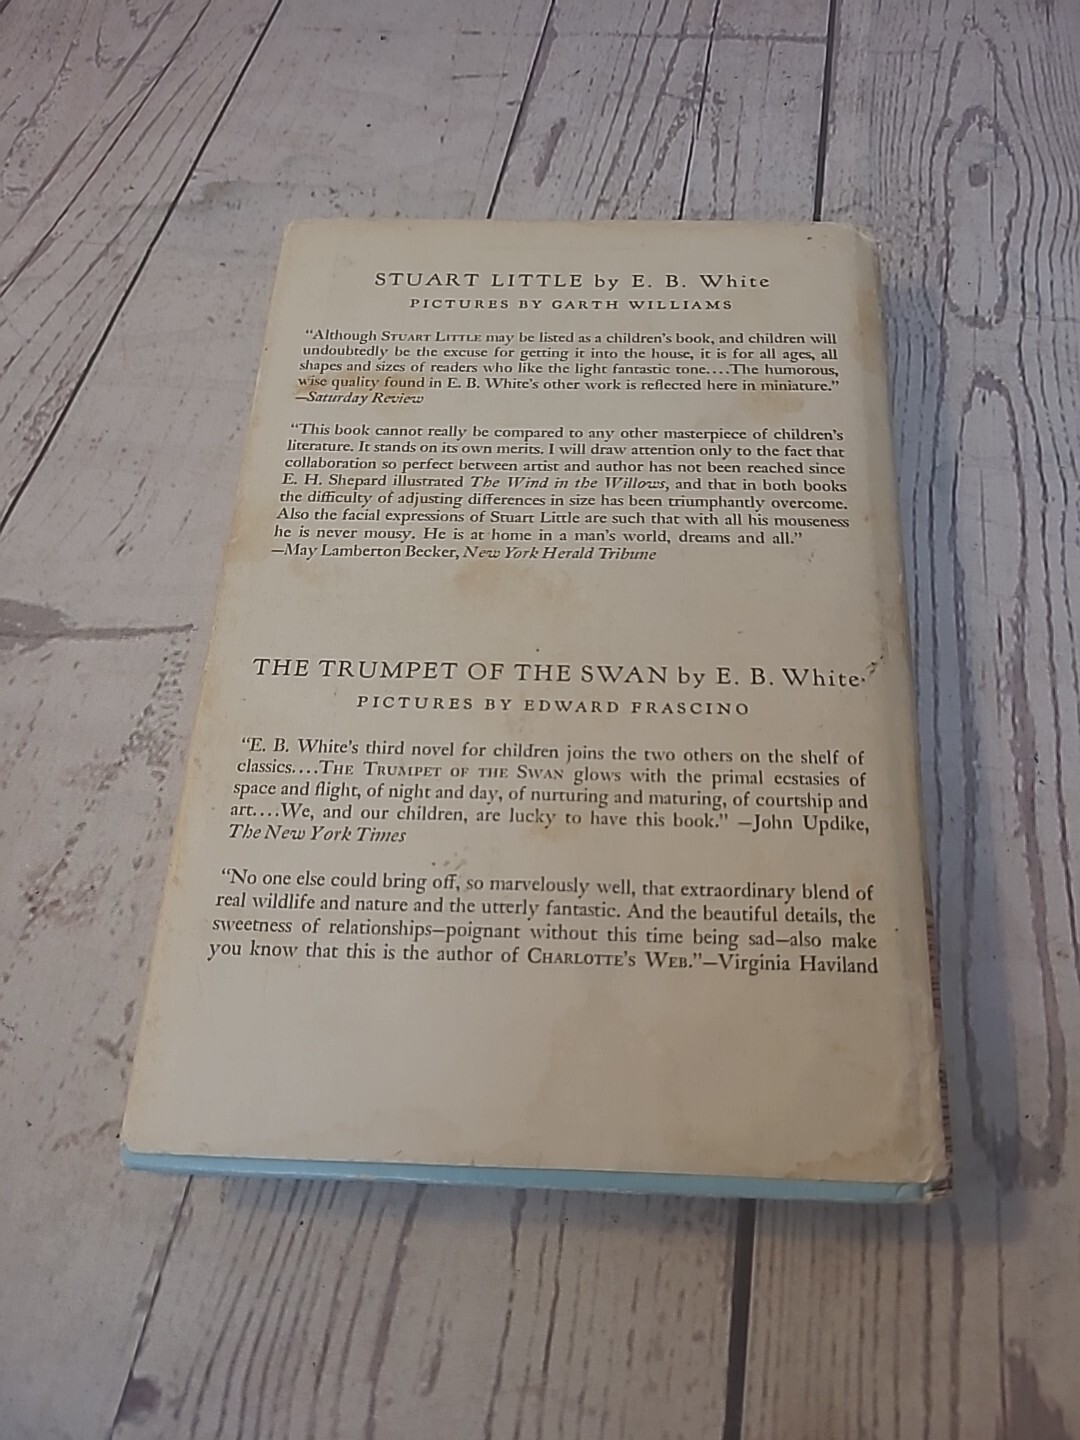 STUART LITTLE by E. B. White
PICTURES BY GARTH WILLIAMS
“Although STUART LITTLE may be listed as a children’s book, and children will
undoubtedly be the excuse for getting it into the house, it is for all ages, all
shapes and sizes of readers who like the light fantastic tone....The humorous,
wise quality found in E. B. White’s other work is reflected here in miniature.”
—Saturday Review
“This book cannot really be compared to any other masterpiece of children’s
literature. It stands on its own merits. I will draw attention only to the fact that
collaboration so perfect between artist and author has not been reached since
E. H. Shepard illustrated The Wind in the Willows, and that in both books
the difficulty of adjusting differences in size has been triumphantly overcome.
Also the facial expressions of Stuart Little are such that with all his mouseness
he is never mousy. He is at home in a man’s world, dreams and all.”
—May Lamberton Becker, New York Herald Tribune
THE TRUMPET OF THE SWAN by E. B. White
PICTURES BY EDWARD FRASCINO
“E. B. White’s third novel for children joins the two others on the shelf of
classics....THE TRUMPET OF THE SWAN glows with the primal ecstasies of
space and flight, of night and day, of nurturing and maturing, of courtship and
art....We, and our children, are lucky to have this book.” —John Updike,
The New York Times
“No one else could bring off, so marvelously well, that extraordinary blend of
real wildlife and nature and the utterly fantastic. And the beautiful details, the
sweetness of relationships—poignant without this time being sad—also make
you know that this is the author of CHARLOTTE’S WEB.”—Virginia Haviland